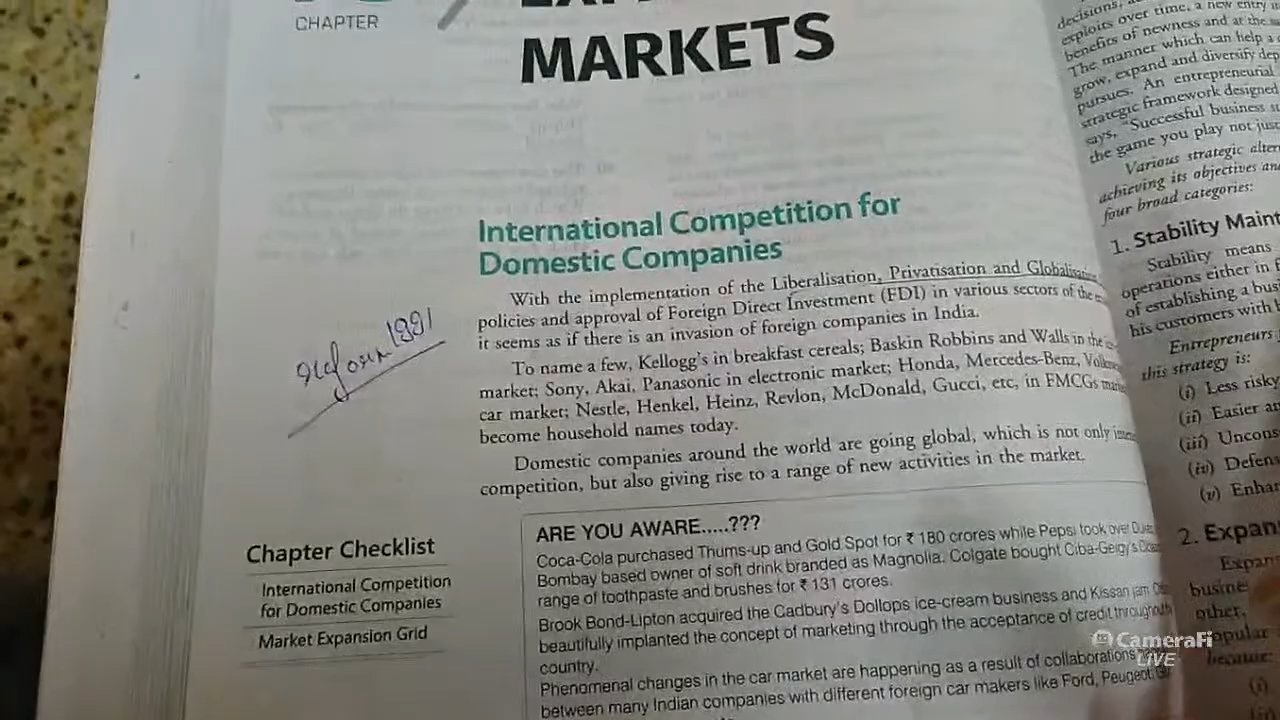 CHAPTER
MARKETS
International Competition for
Domestic Companies
With the implementation of the Liberalisation, Privatisation and Globalisation
policies and approval of Foreign Direct Investment (FDI) in various sectors of the
it seems as if there is an invasion of foreign companies in India.
To name a few, Kellogg's in breakfast cereals; Baskin Robbins and Walls in the
market; Sony, Akai, Panasonic in electronic market; Honda, Mercedes-Benz,
car market; Nestle, Henkel, Heinz, Revlon, McDonald, Gucci, etc, in FMCGs
become household names today.
Domestic companies around the world are going global, which is not only
competition, but also giving rise to a range of new activities in the market.
1991
ARE YOU AWARE.....???
Coca-Cola purchased Thums-up and Gold Spot for ₹ 180 crores while Pepsi took over
Bombay based owner of soft drink branded as Magnolia. Colgate bought Ciba-Geigy's
range of toothpaste and brushes for ₹ 131 crores.
Brook Bond-Lipton acquired the Cadbury's Dollops ice-cream business and Kissan jam
beautifully implanted the concept of marketing through the acceptance of credit throughout
country.
Phenomenal changes in the car market are happening as a result of collaborations
between many Indian companies with different foreign car makers like Ford, Peugeot,
Chapter Checklist
International Competition
for Domestic Companies
Market Expansion Grid
decisions, a new entry
exploits over time, a new entry
benefits of newness and at the
The manner which can help a
grow, expand and diversify
pursues. An entrepreneurial
strategic framework designed
says, "Successful business
the game you play not just
Various strategic
achieving its objectives and
four broad categories:
1. Stability
Stability means
operations either in
of establishing a
his customers with
Entrepreneurs
this strategy is:
(i) Less risky
(ii) Easier
(iii)
(iv)
(v)
2.
other,
because:
(i)
CameraFi
LIVE